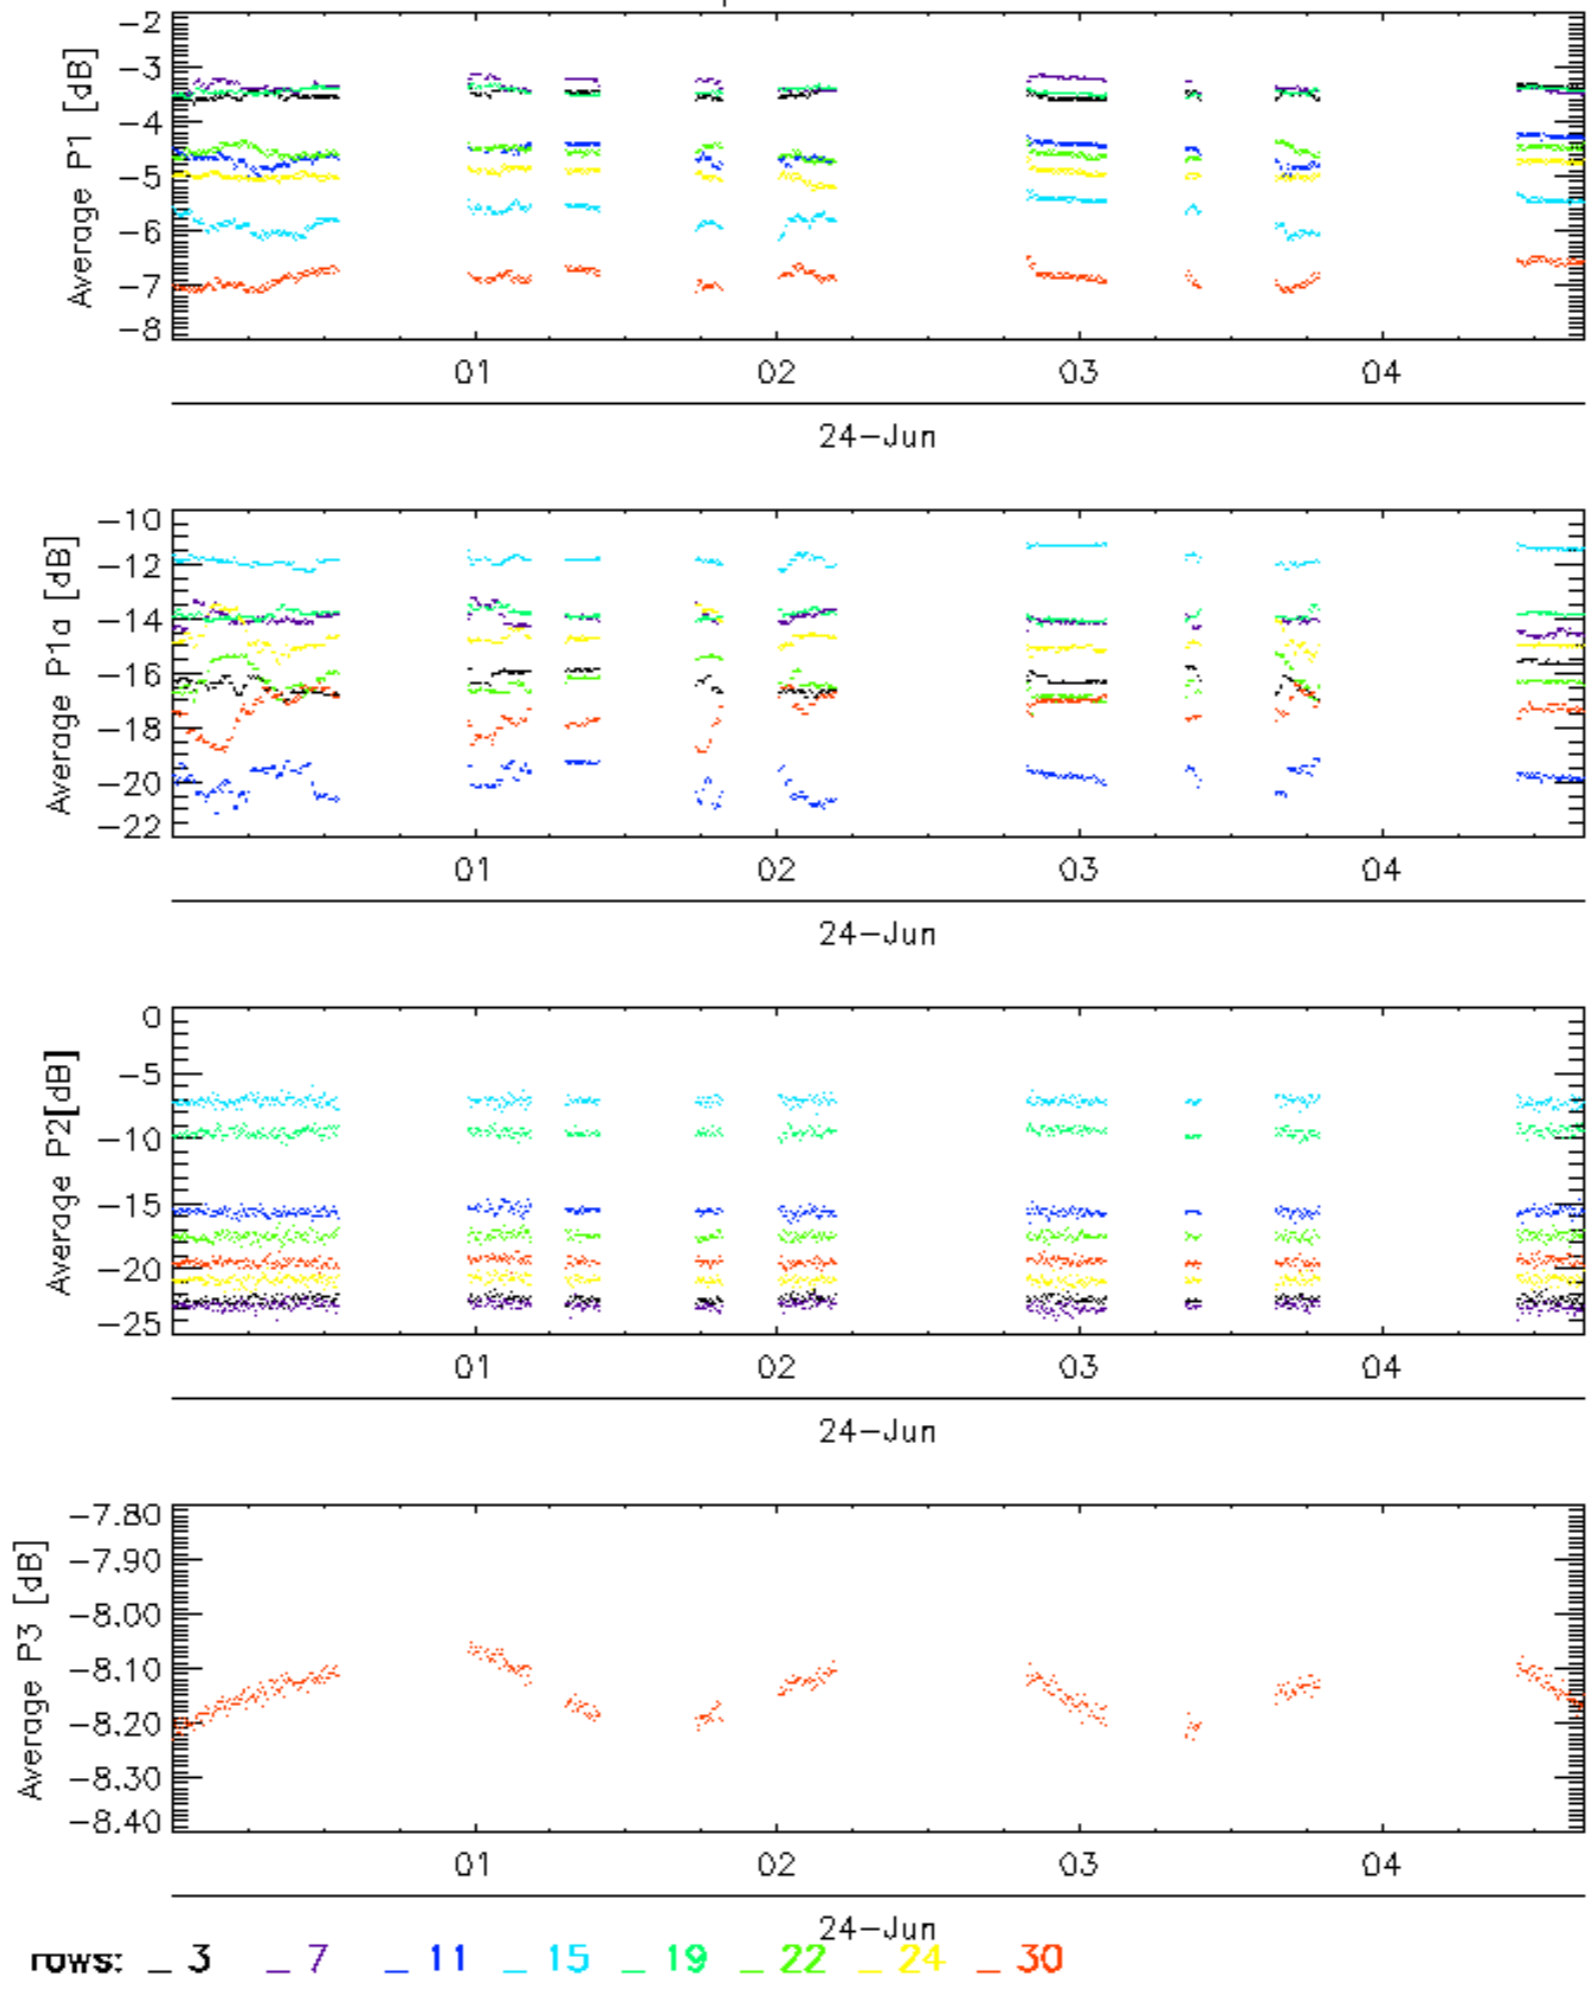 Average P1 [dB]
-2
-3
-4
-5
-6
-7
-8
01 02 03 04
24-Jun
Average P1a [dB]
-10
-12
-14
-16
-18
-20
-22
01 02 03 04
24-Jun
Average P2[dB]
0
-5
-10
-15
-20
-25
01 02 03 04
24-Jun
Average P3 [dB]
-7.80
-7.90
-8.00
-8.10
-8.20
-8.30
-8.40
01 02 03 04
24-Jun
rows: _ 3 _ 7 _ 11 _ 15 _ 19 _ 22 _ 24 _ 30